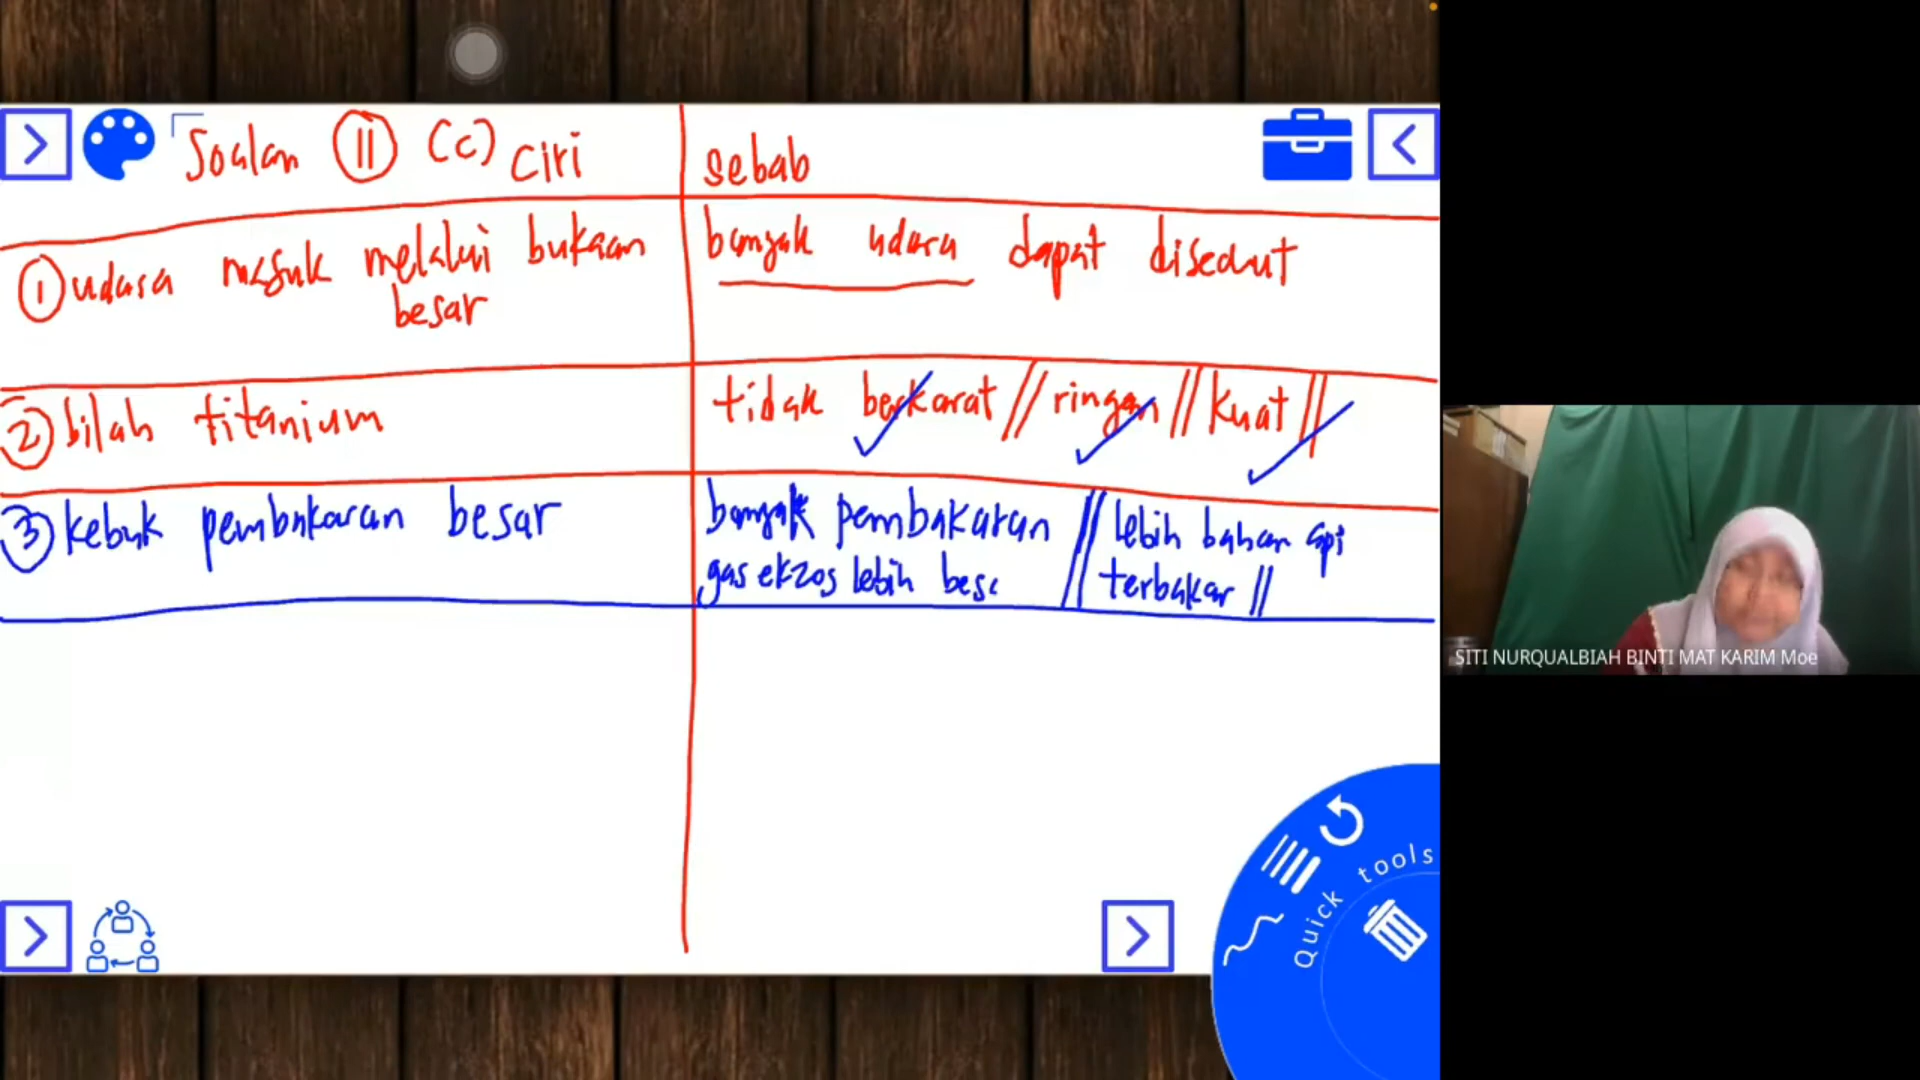 Soalan 11 (c) ciri
sebab
1 udara masuk melalui bukaan
besar
banyak udara dapat disedut
2 bilah titanium
tidak berkarat // ringan // kuat //
3 kebuk pembakaran besar
banyak pembakaran //
gas ekzos lebih besa //
lebih bahan api
terbakar //
SITI NURQUALBIAH BINTI MAT KARIM Moe
Quick tools